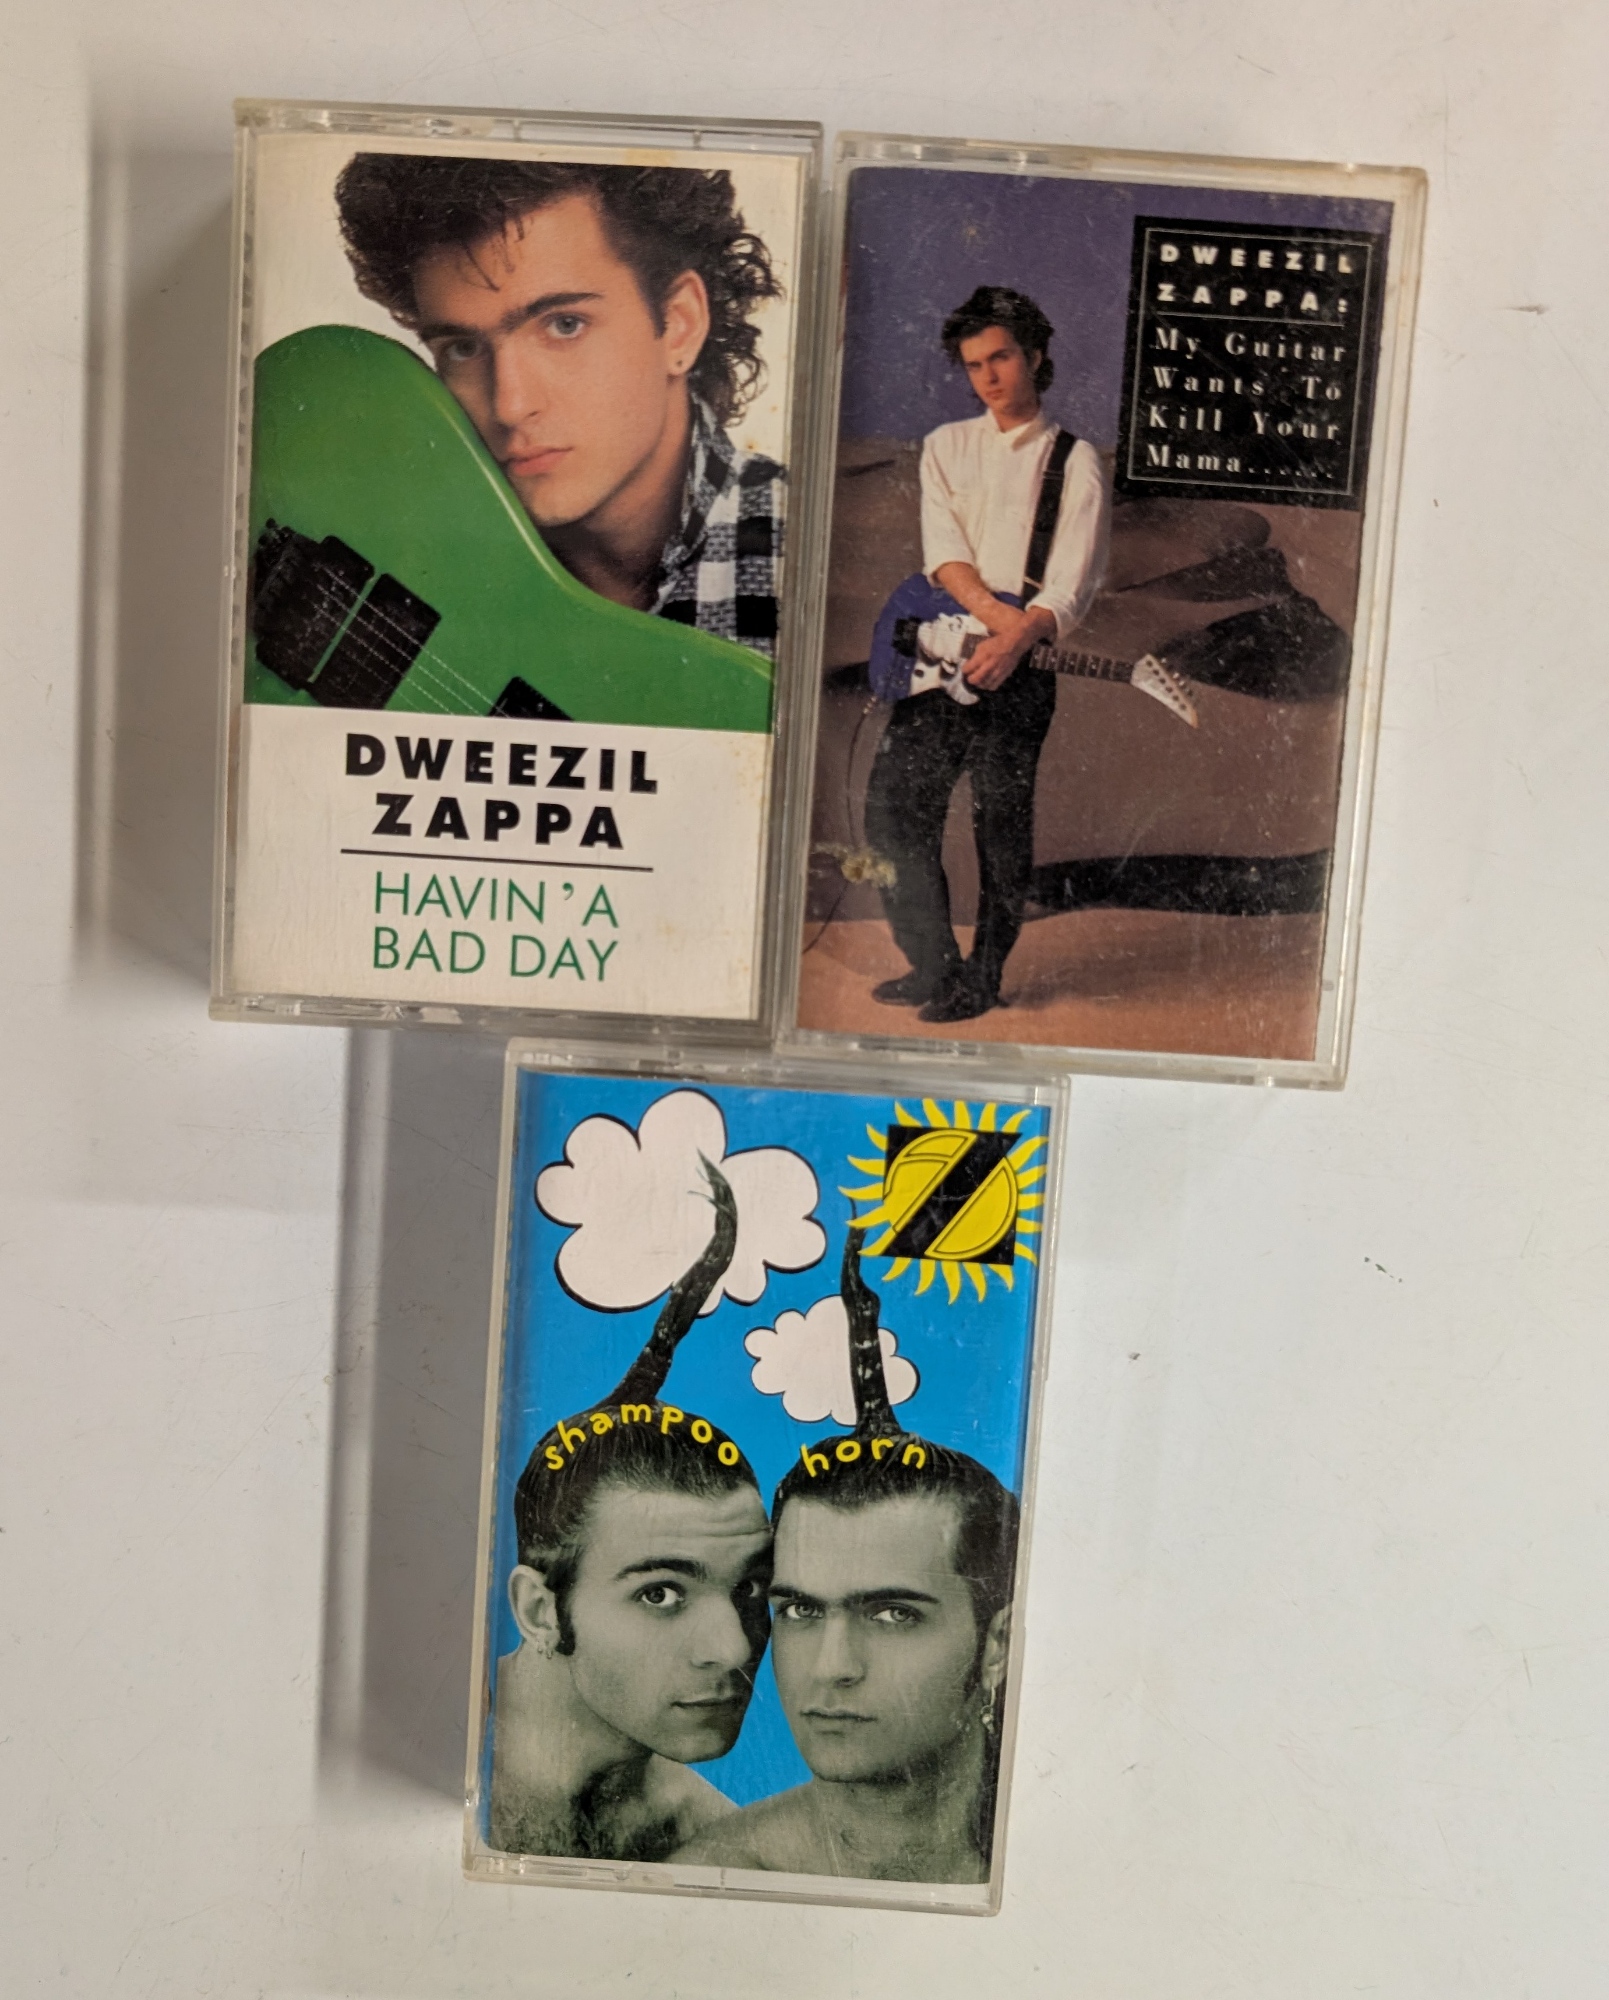 DWEEZIL
ZAPPA
HAVIN' A
BAD DAY
DWEEZIL
ZAPPA:
My Guitar
Wants To
Kill Your
Mama......
Z
shampoo horn